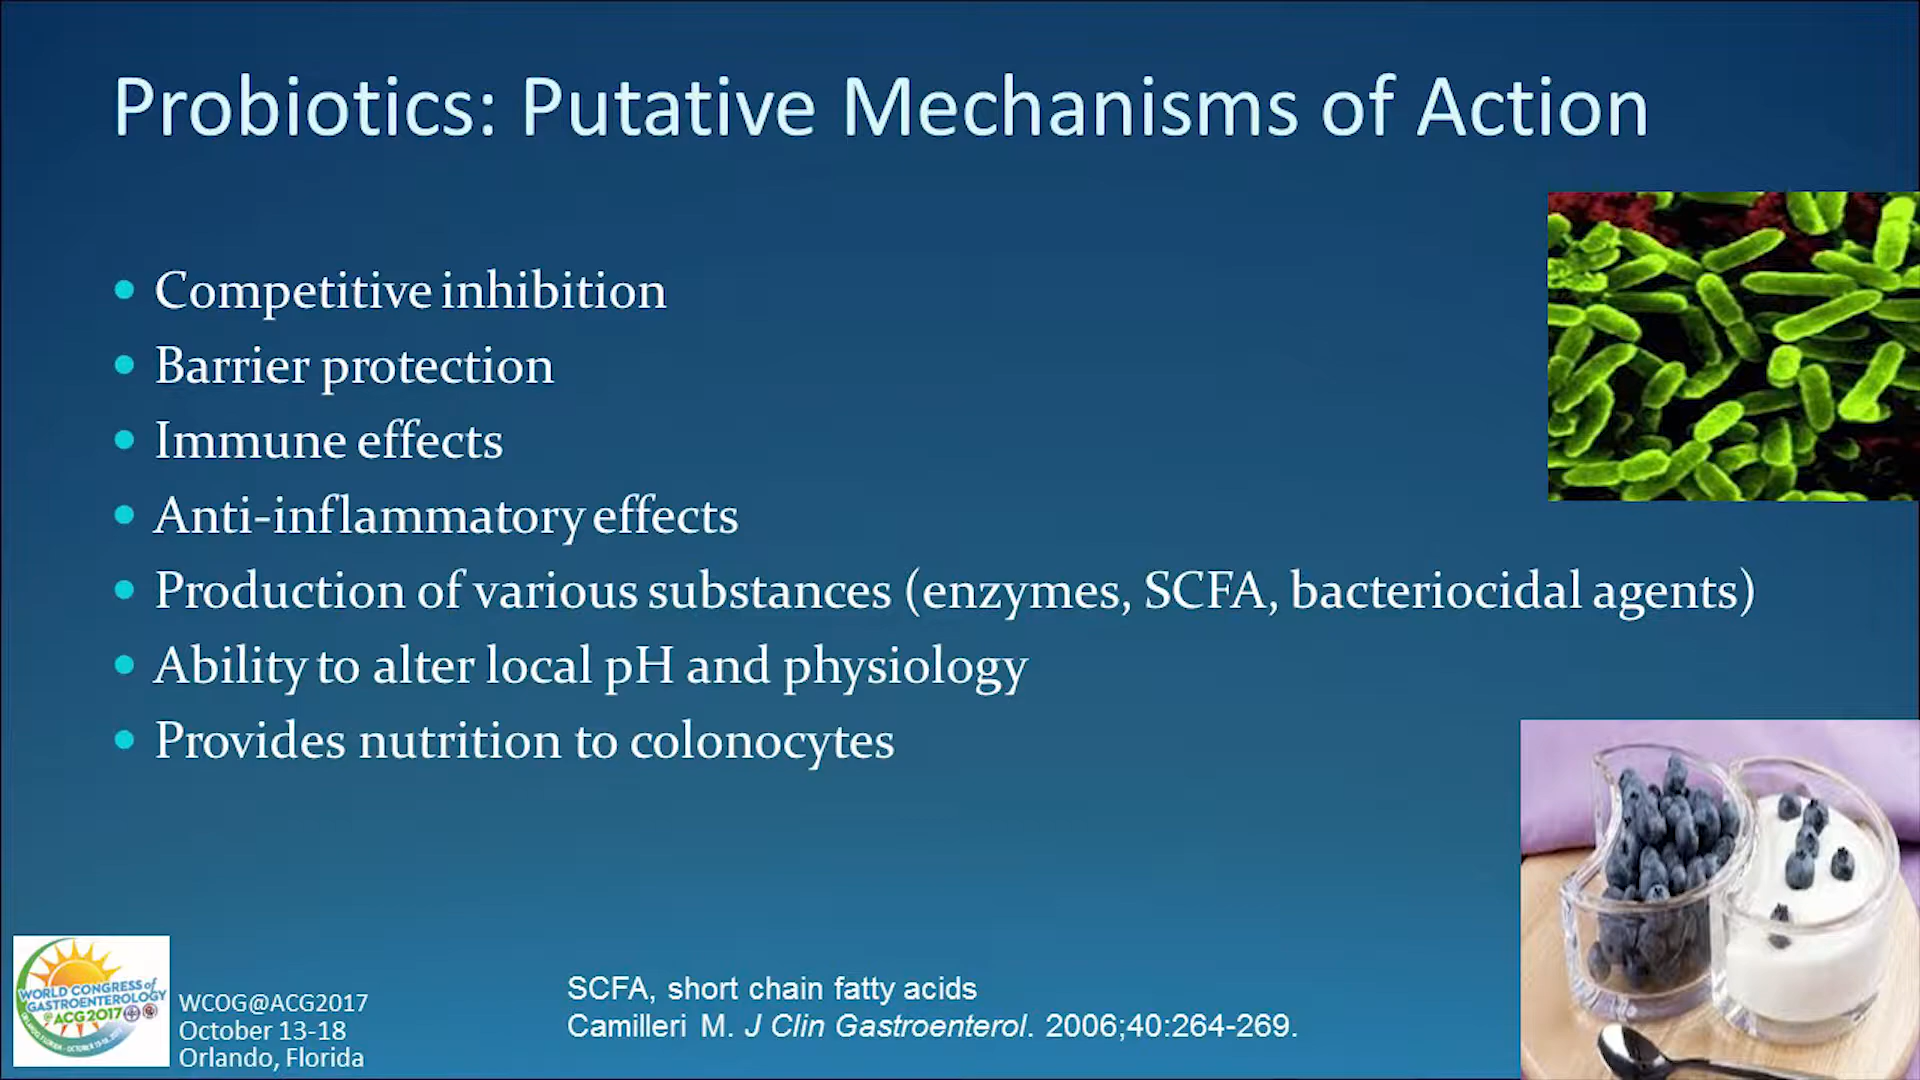 Probiotics: Putative Mechanisms of Action
Competitive inhibition
Barrier protection
Immune effects
Anti-inflammatory effects
Production of various substances (enzymes, SCFA, bacteriocidal agents)
Ability to alter local pH and physiology
Provides nutrition to colonocytes
WORLD CONGRESS of
GASTROENTEROLOGY
@ ACG2017
WCOG@ACG2017
October 13-18
Orlando, Florida
SCFA, short chain fatty acids
Camilleri M. J Clin Gastroenterol. 2006;40:264-269.